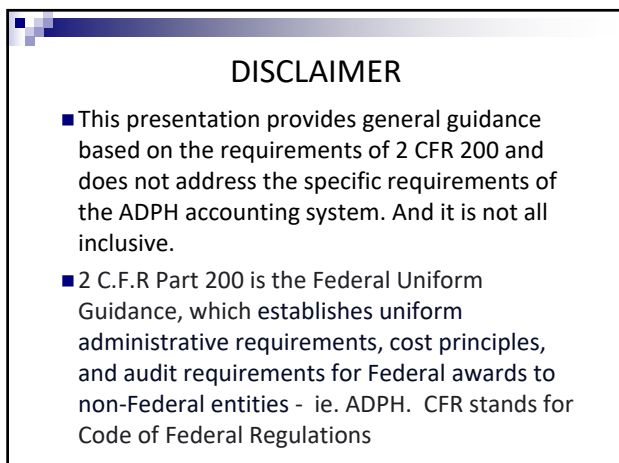 DISCLAIMER
This presentation provides general guidance
based on the requirements of 2 CFR 200 and
does not address the specific requirements of
the ADPH accounting system. And it is not all
inclusive.
2 C.F.R Part 200 is the Federal Uniform
Guidance, which establishes uniform
administrative requirements, cost principles,
and audit requirements for Federal awards to
non-Federal entities - ie. ADPH. CFR stands for
Code of Federal Regulations